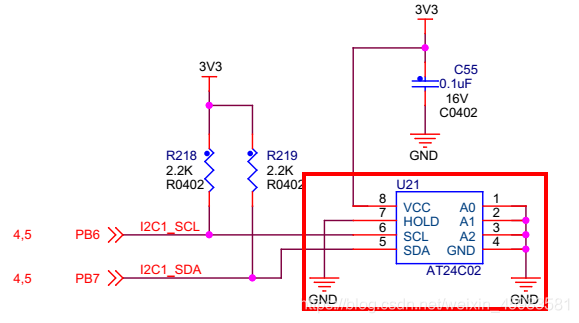 3V3
3V3
C55
0.1uF
16V
C0402
GND
R218
2.2K
R0402
R219
2.2K
R0402
U21
8 VCC A0 1
7 HOLD A1 2
6 SCL A2 3
5 SDA GND 4
AT24C02
4,5 PB6 I2C1_SCL
4,5 PB7 I2C1_SDA
GND
GND